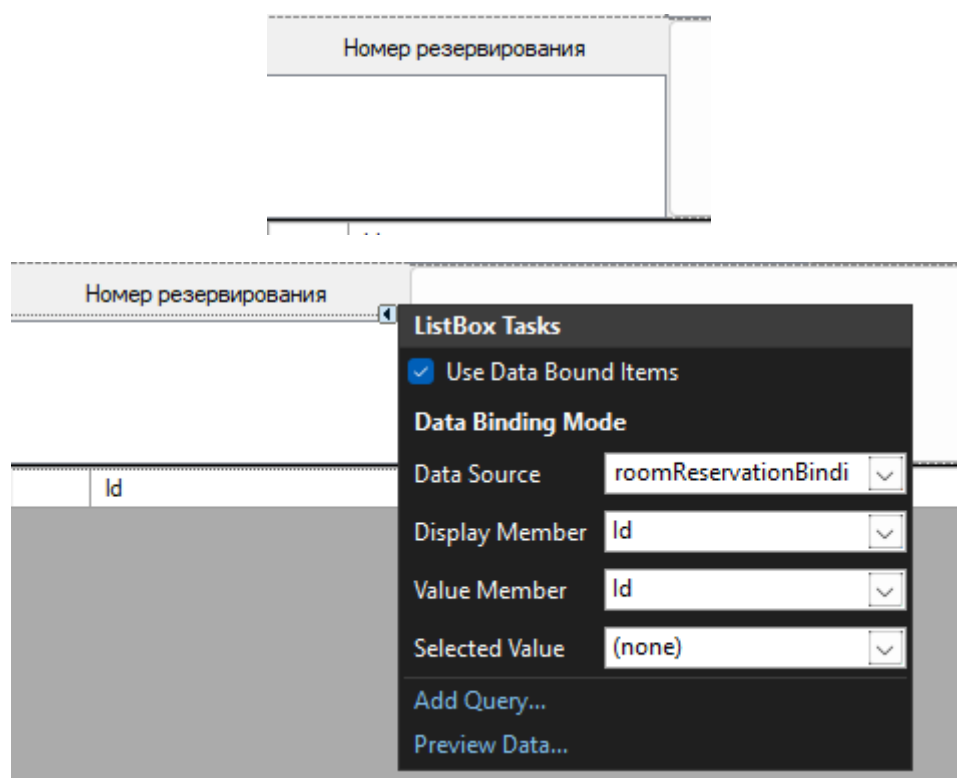 Номер резервирования
Номер резервирования
ListBox Tasks
Use Data Bound Items
Data Binding Mode
Data Source roomReservationBindi
Id
Display Member Id
Value Member Id
Selected Value (none)
Add Query...
Preview Data...